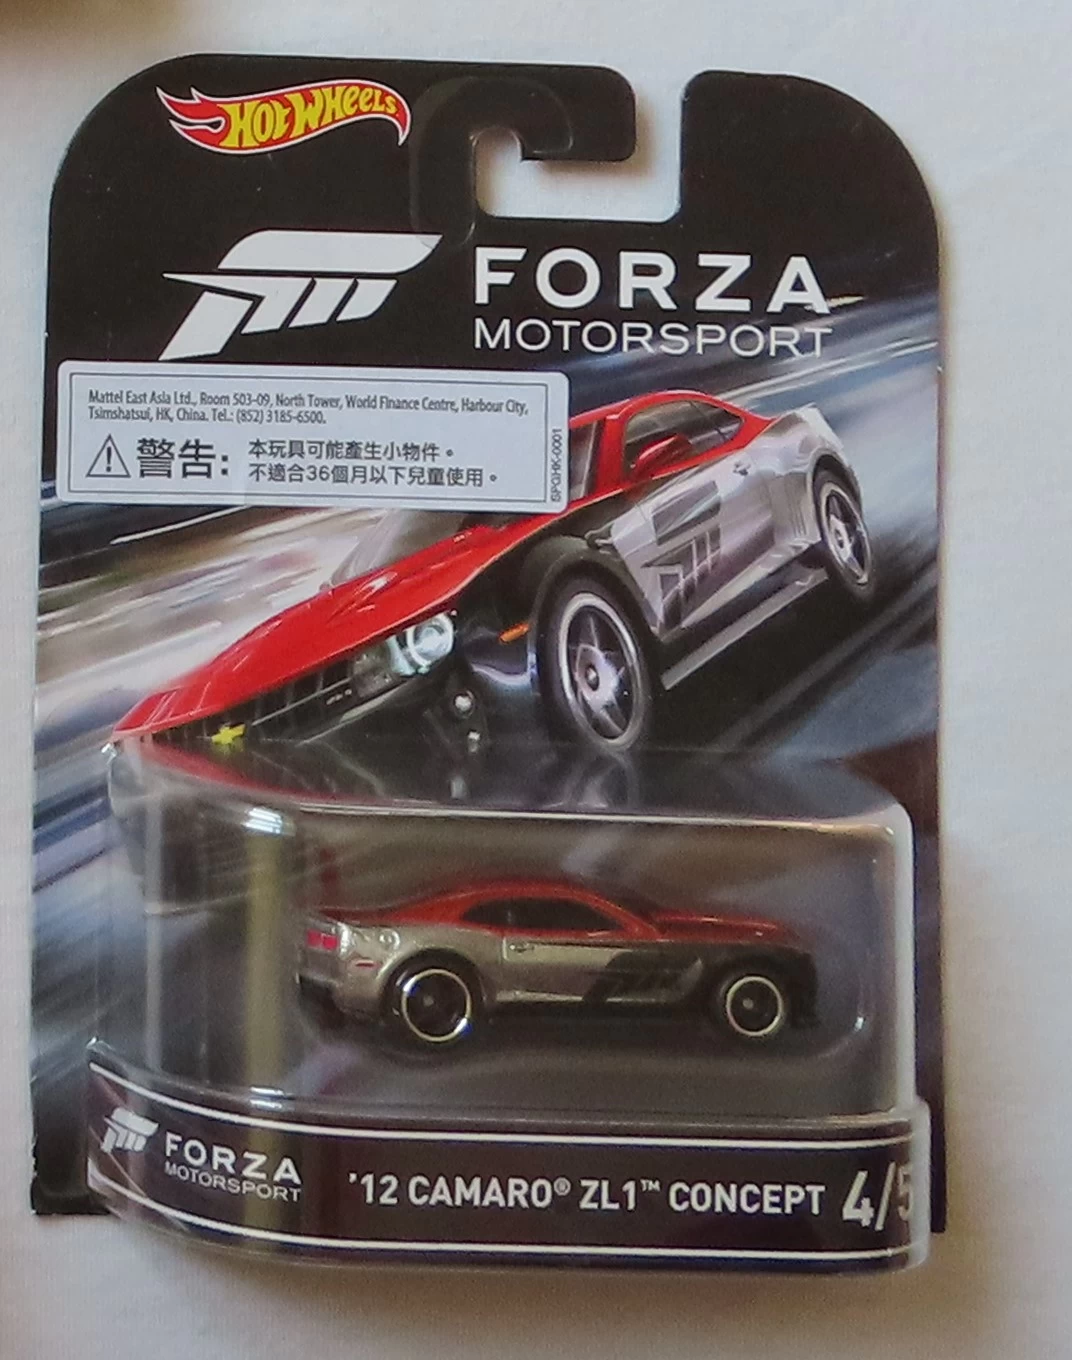 HOT WHEELS
FORZA
MOTORSPORT
Mattel East Asia Ltd., Room 503-09, North Tower, World Finance Centre, Harbour City,
Tsimshatsui, HK, China. Tel.: (852) 3185-6500.
警告:
本玩具可能產生小物件。
不適合36個月以下兒童使用。
SPGHK-0001
FORZA
MOTORSPORT
'12 CAMARO® ZL1™ CONCEPT 4/5